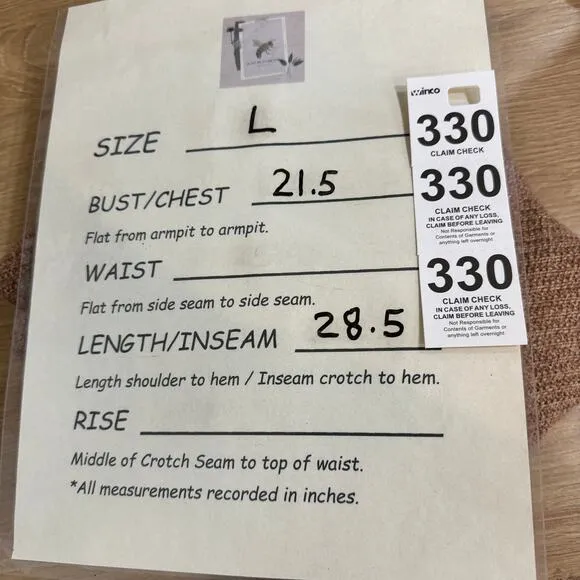 SIZE L
BUST/CHEST 21.5
Flat from armpit to armpit.
WAIST
Flat from side seam to side seam.
LENGTH/INSEAM 28.5
Length shoulder to hem / Inseam crotch to hem.
RISE
Middle of Crotch Seam to top of waist.
*All measurements recorded in inches.
winco
330
CLAIM CHECK
330
CLAIM CHECK
IN CASE OF ANY LOSS,
CLAIM BEFORE LEAVING
Not Responsible for
Contents of Garments or
anything left overnight
330
CLAIM CHECK
IN CASE OF ANY LOSS,
CLAIM BEFORE LEAVING
Not Responsible for
Contents of Garments or
anything left overnight